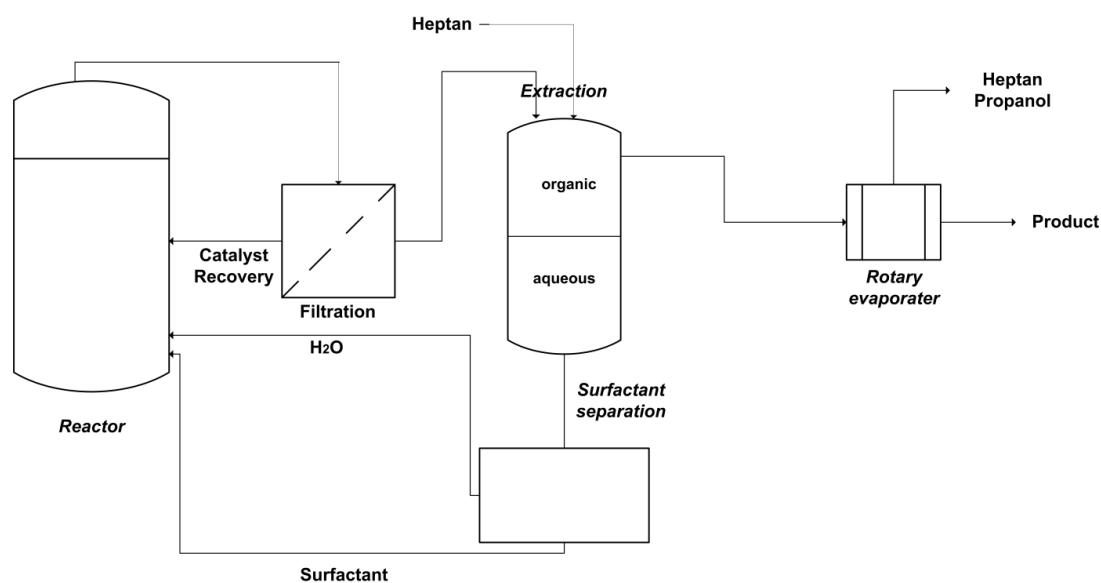 Heptan
Extraction
Heptan
Propanol
organic
aqueous
Product
Catalyst
Recovery
Filtration
Rotary
evaporater
H2O
Surfactant
separation
Reactor
Surfactant